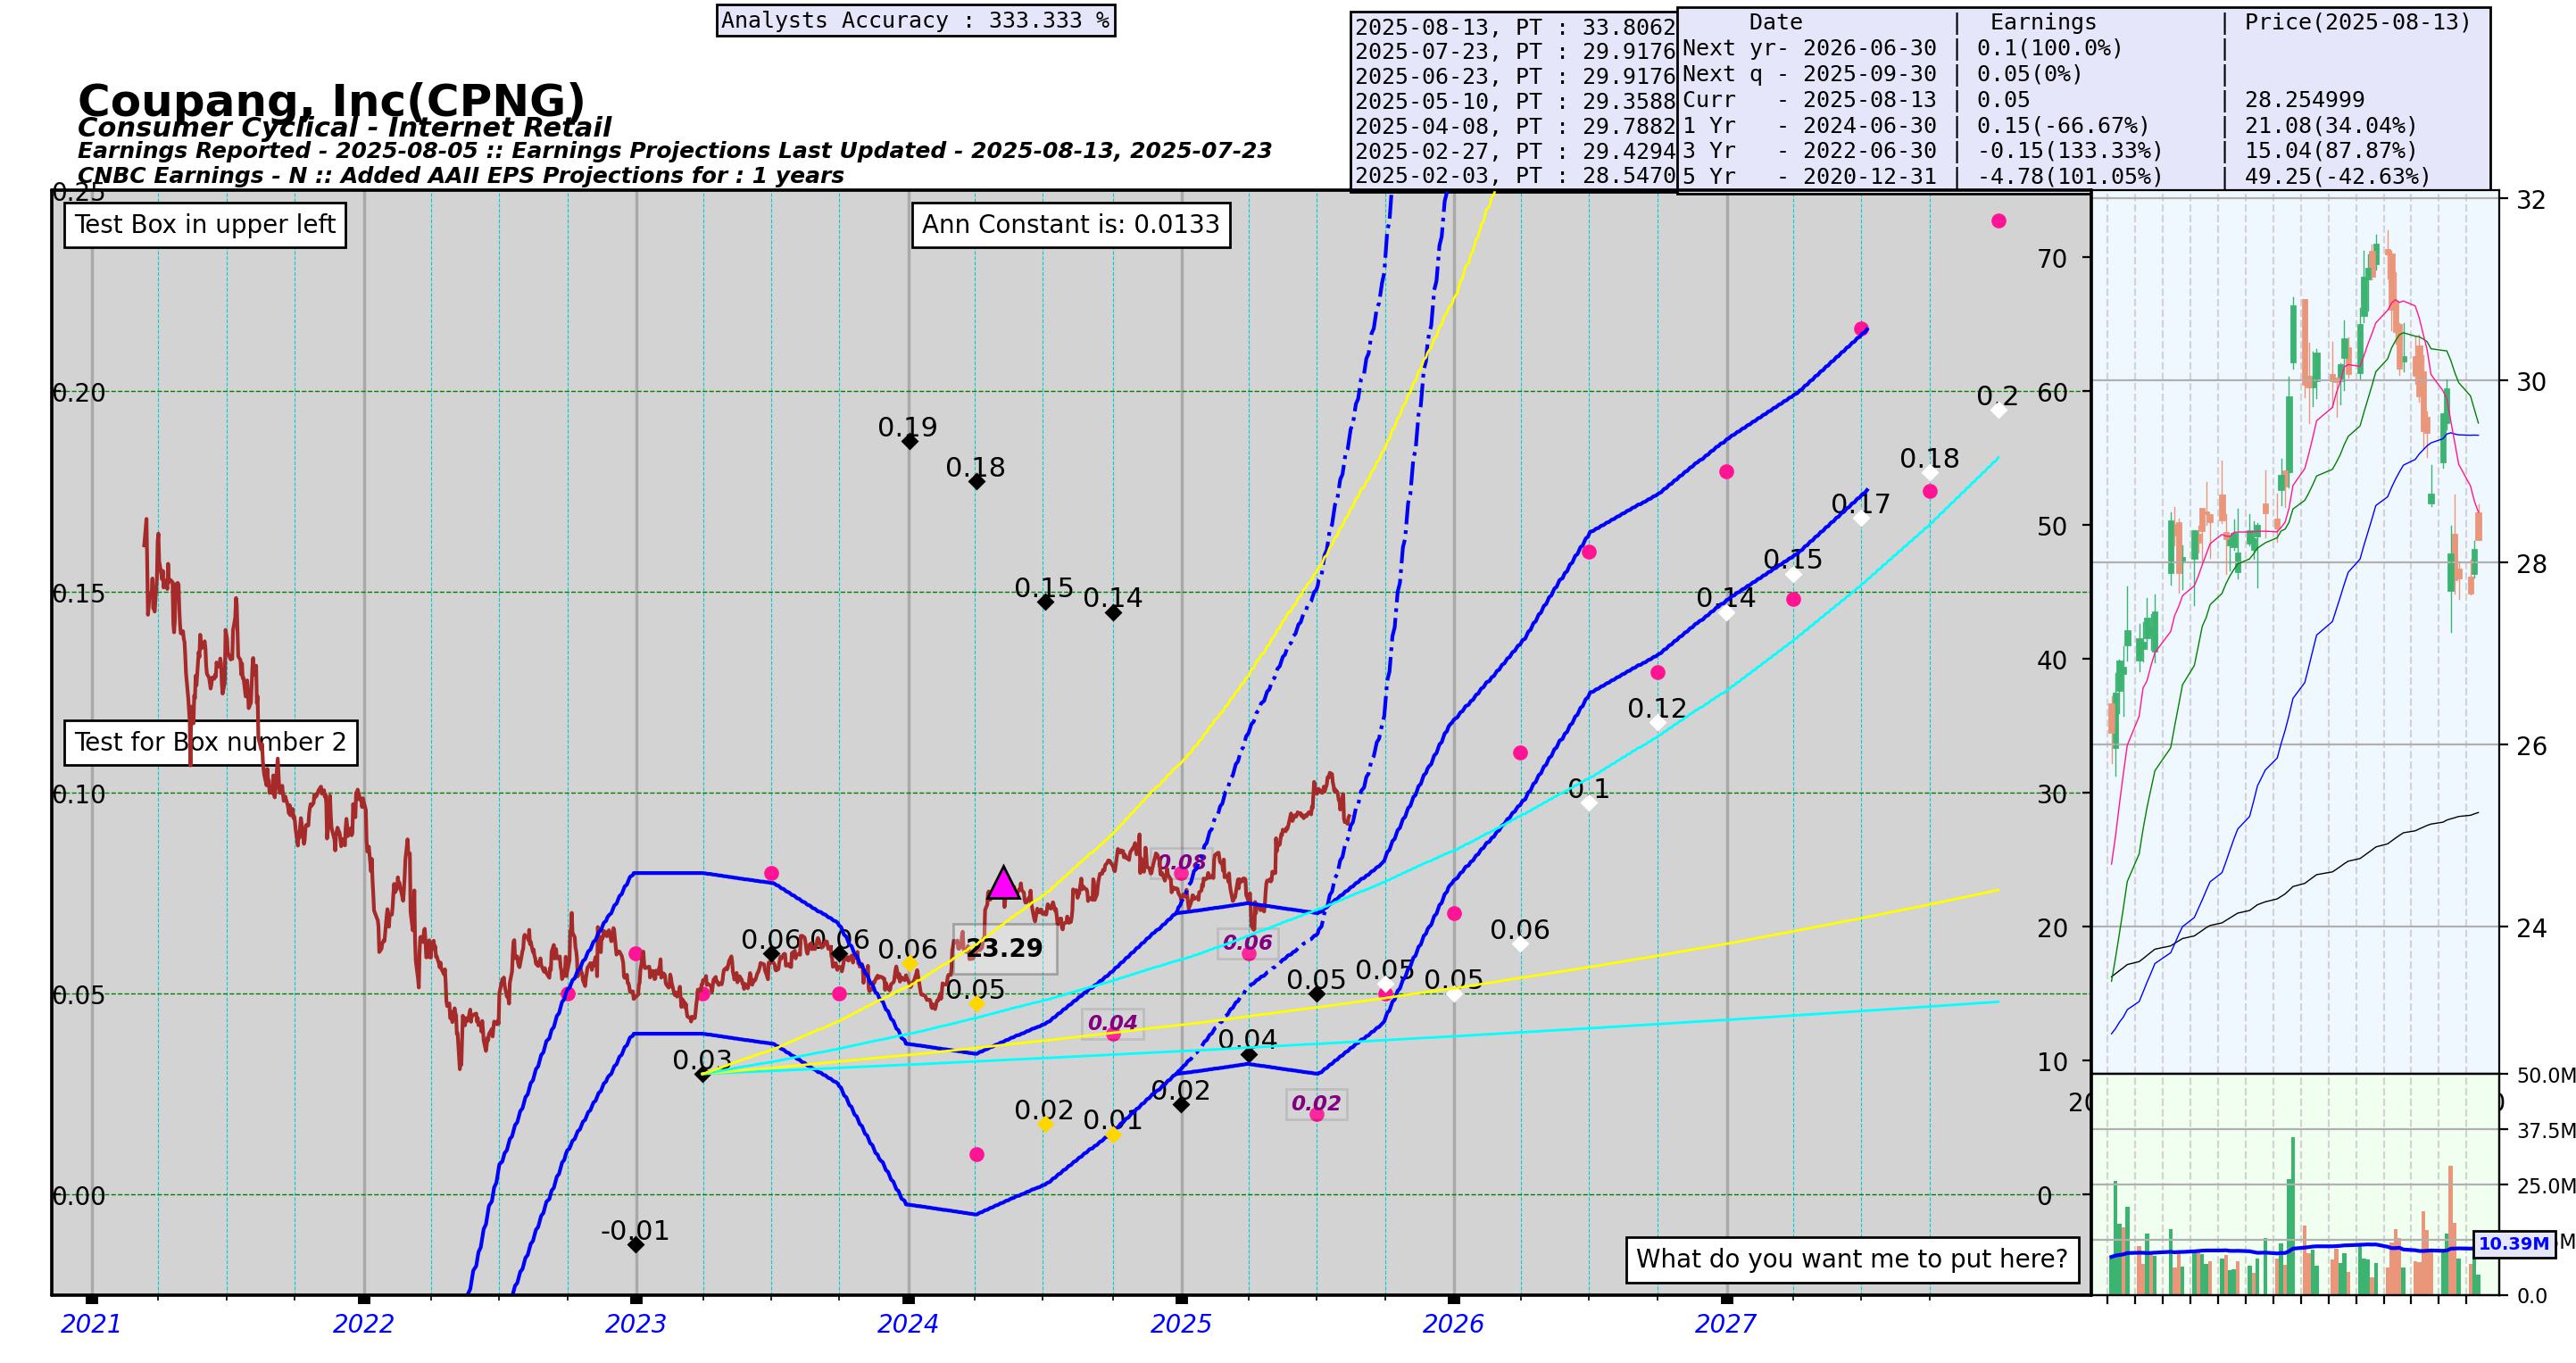 Analysts Accuracy : 333.333 %
2025-08-13, PT : 33.8062
2025-07-23, PT : 29.9176
2025-06-23, PT : 29.9176
2025-05-10, PT : 29.3588
2025-04-08, PT : 29.7882
2025-02-27, PT : 29.4294
2025-02-03, PT : 28.5470
Date | Earnings | Price(2025-08-13)
Next yr- 2026-06-30 | 0.1(100.0%) |
Next q - 2025-09-30 | 0.05(0%) |
Curr - 2025-08-13 | 0.05 | 28.254999
1 Yr - 2024-06-30 | 0.15(-66.67%) | 21.08(34.04%)
3 Yr - 2022-06-30 | -0.15(133.33%) | 15.04(87.87%)
5 Yr - 2020-12-31 | -4.78(101.05%) | 49.25(-42.63%)
Coupang, Inc(CPNG)
Consumer Cyclical - Internet Retail
Earnings Reported - 2025-08-05 :: Earnings Projections Last Updated - 2025-08-13, 2025-07-23
CNBC Earnings - N :: Added AAII EPS Projections for : 1 years
0.25
0.20
0.15
0.10
0.05
0.00
Test Box in upper left
Ann Constant is: 0.0133
Test for Box number 2
What do you want me to put here?
-0.01
0.03
0.06
0.06
0.19
0.06
0.18
0.05
23.29
0.15
0.02
0.14
0.04
0.01
0.08
0.02
0.06
0.04
0.05
0.02
0.05
0.05
0.06
0.1
0.12
0.14
0.15
0.17
0.18
0.2
70
60
50
40
30
20
10
0
32
30
28
26
24
50.0M
37.5M
25.0M
10.39M
0.0
2021
2022
2023
2024
2025
2026
2027